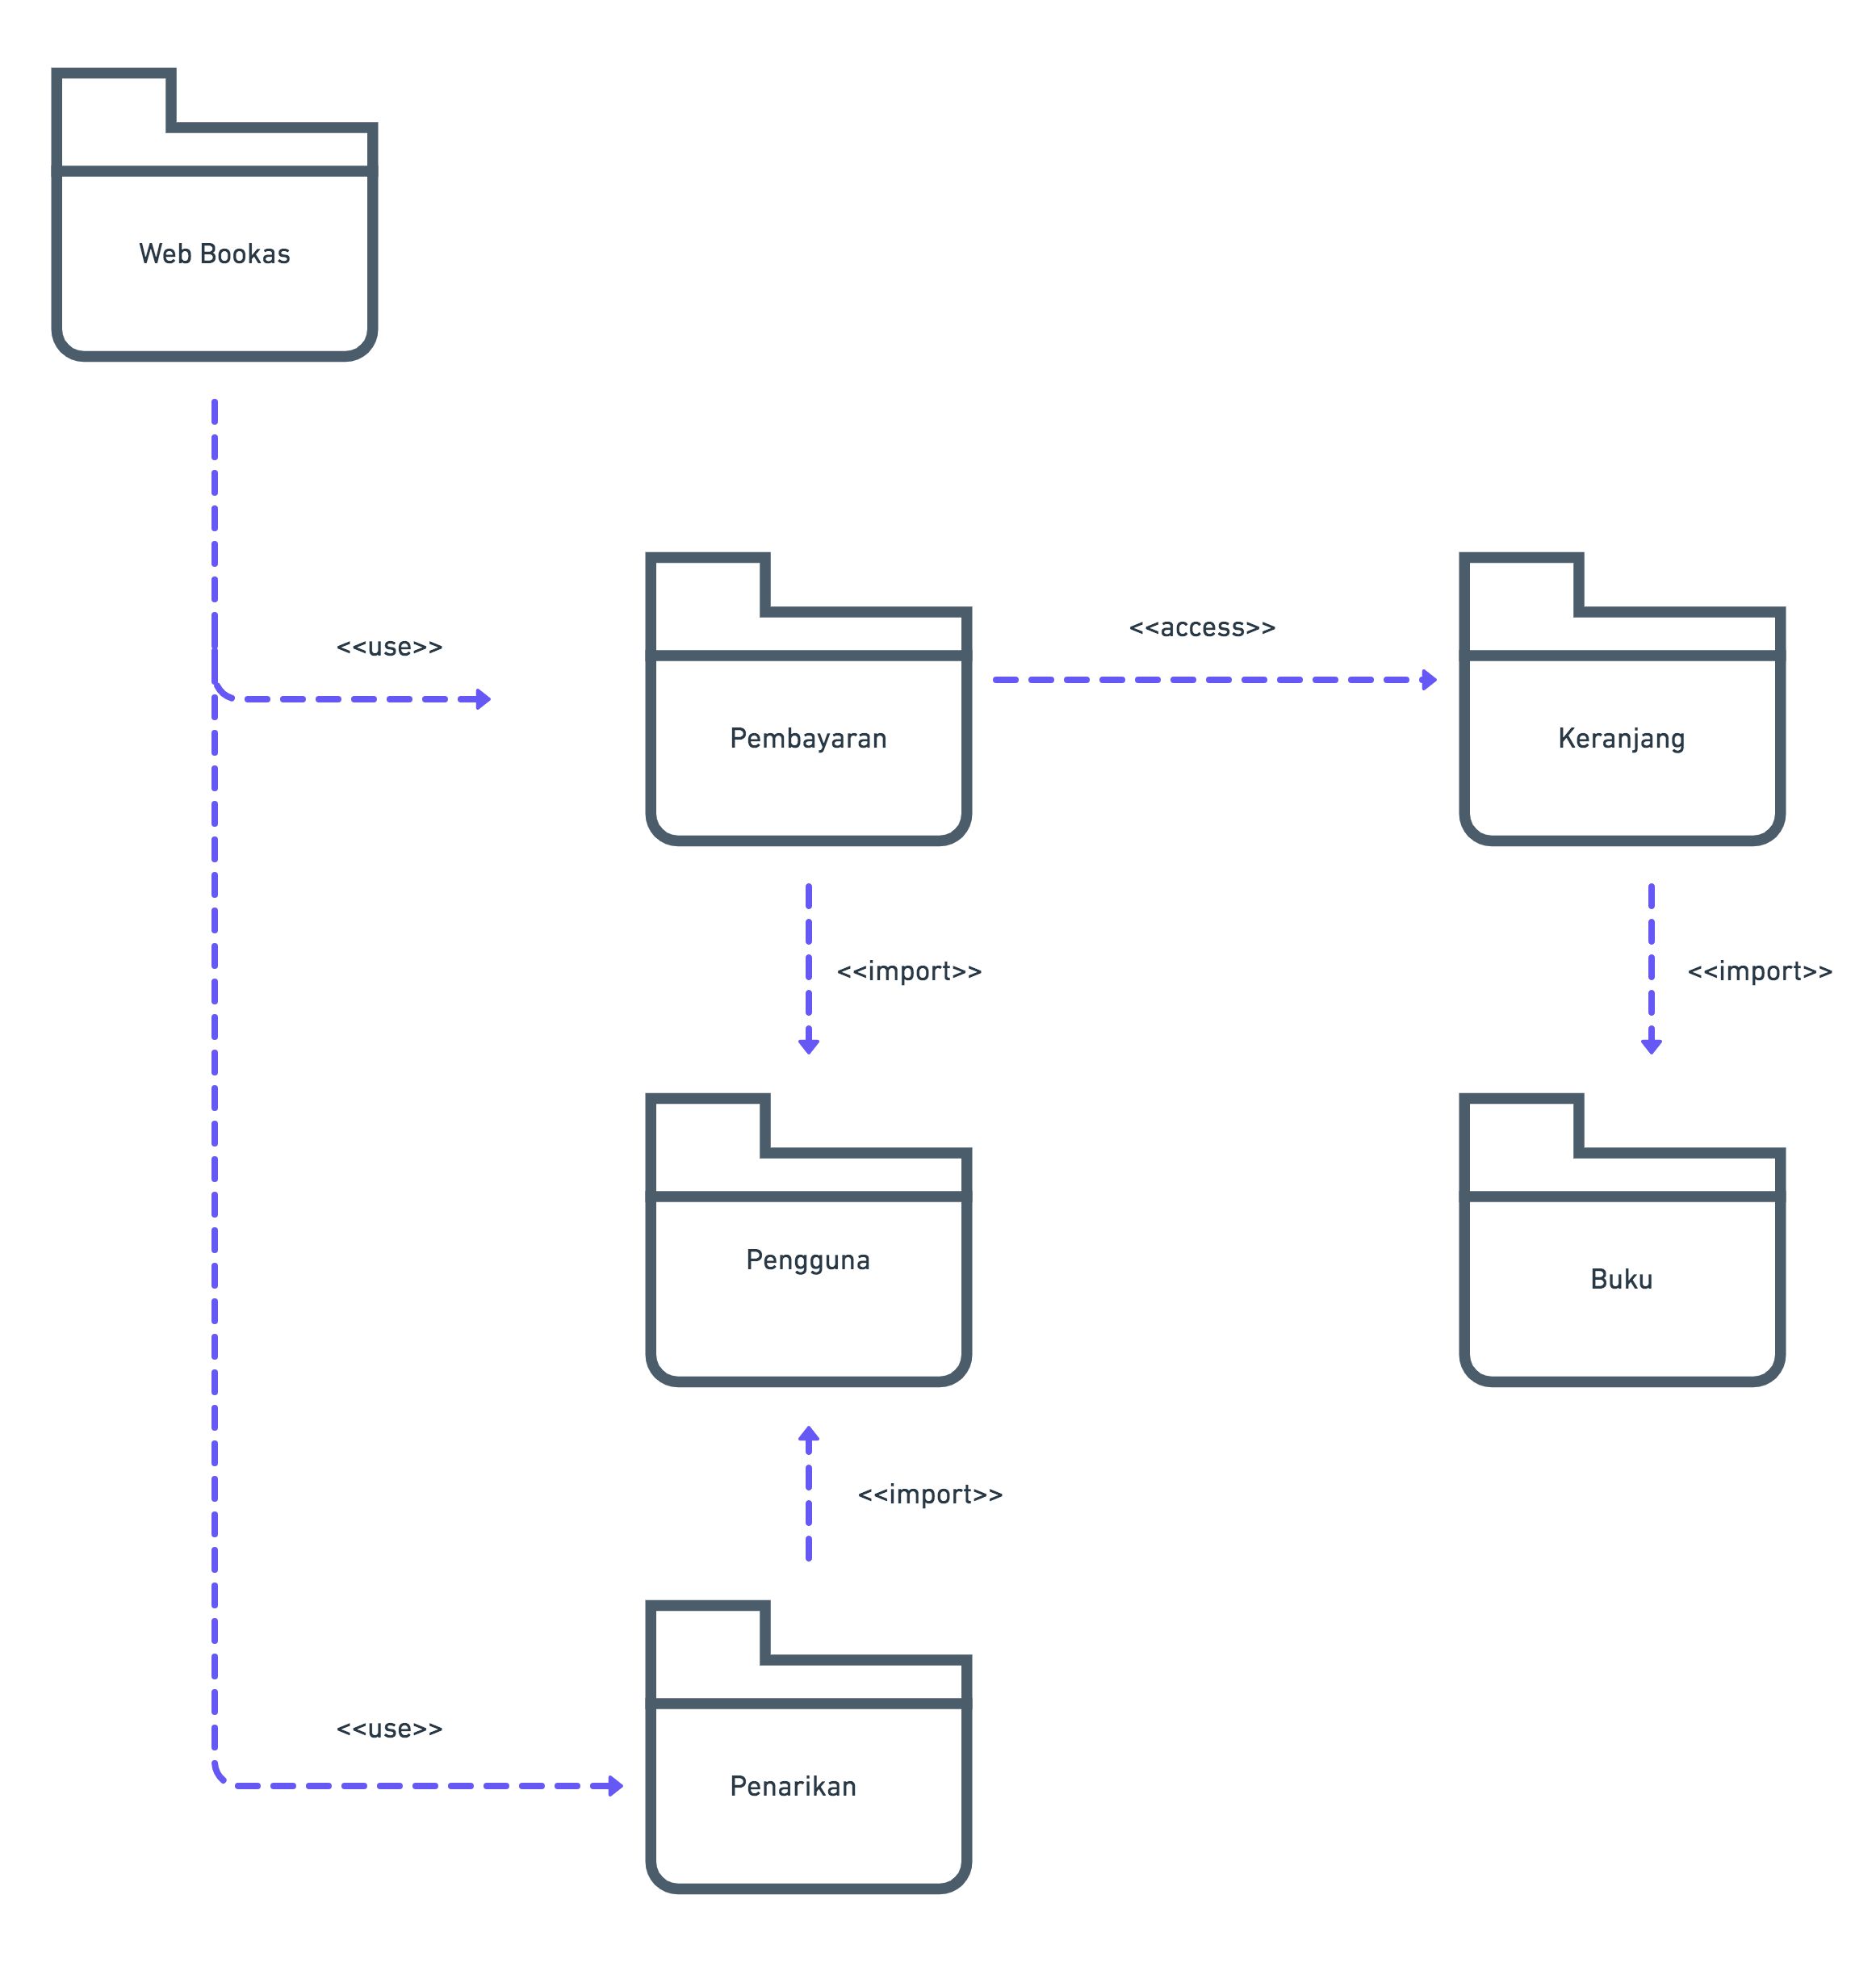 Web Bookas
<<use>>
<<access>>
Pembayaran
Keranjang
<<import>>
<<import>>
Pengguna
Buku
<<import>>
<<use>>
Penarikan